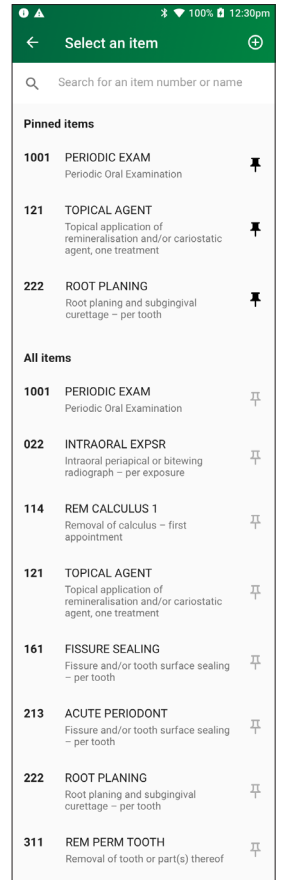 100% 12:30pm
Select an item
Search for an item number or name
Pinned items
1001 PERIODIC EXAM
Periodic Oral Examination
121 TOPICAL AGENT
Topical application of
remineralisation and/or cariostatic
agent, one treatment
222 ROOT PLANING
Root planing and subgingival
curettage – per tooth
All items
1001 PERIODIC EXAM
Periodic Oral Examination
022 INTRAORAL EXPSR
Intraoral periapical or bitewing
radiograph – per exposure
114 REM CALCULUS 1
Removal of calculus – first
appointment
121 TOPICAL AGENT
Topical application of
remineralisation and/or cariostatic
agent, one treatment
161 FISSURE SEALING
Fissure and/or tooth surface sealing
– per tooth
213 ACUTE PERIODONT
Fissure and/or tooth surface sealing
– per tooth
222 ROOT PLANING
Root planing and subgingival
curettage – per tooth
311 REM PERM TOOTH
Removal of tooth or part(s) thereof